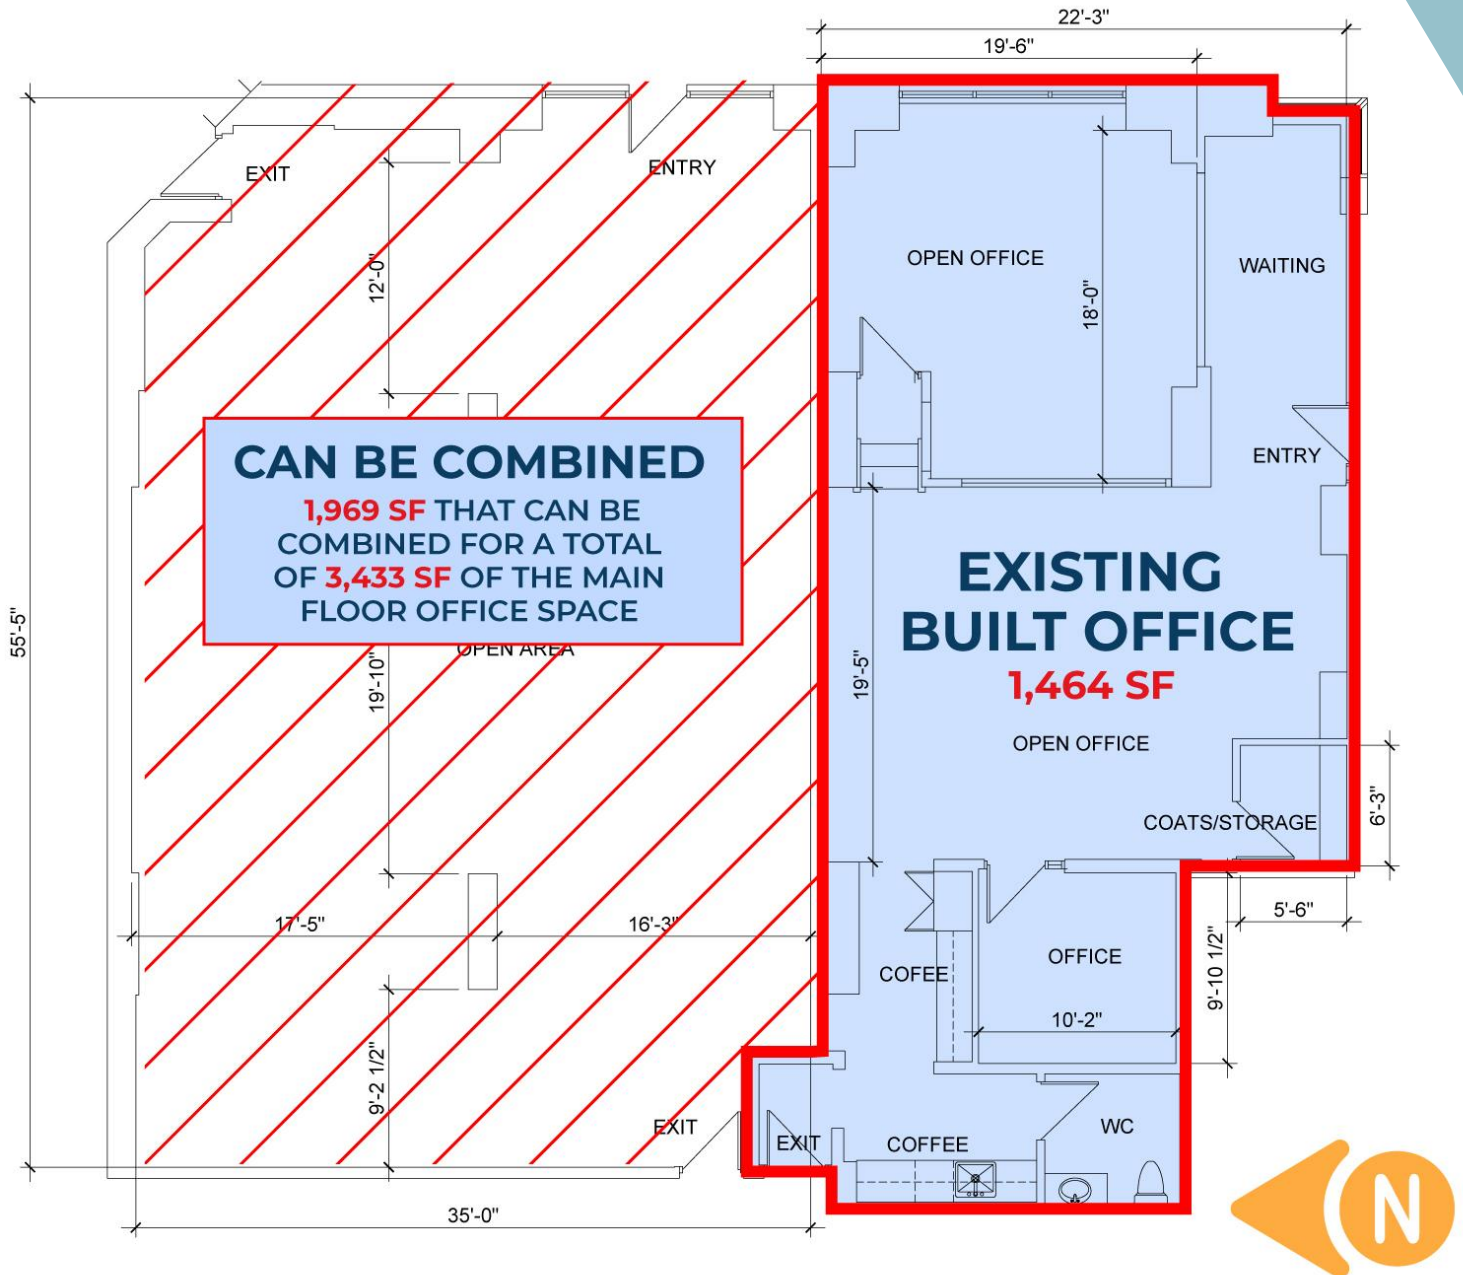 22'-3"
19'-6"
EXIT
ENTRY
12'-0"
OPEN OFFICE
WAITING
18'-0"
ENTRY
CAN BE COMBINED
1,969 SF THAT CAN BE
COMBINED FOR A TOTAL
OF 3,433 SF OF THE MAIN
FLOOR OFFICE SPACE
OPEN AREA
55'-5"
19'-10"
19'-5"
EXISTING
BUILT OFFICE
1,464 SF
OPEN OFFICE
COATS/STORAGE
6'-3"
17'-5"
16'-3"
5'-6"
COFEE
OFFICE
9'-10 1/2"
10'-2"
9'-2 1/2"
EXIT
EXIT
COFFEE
WC
35'-0"
N